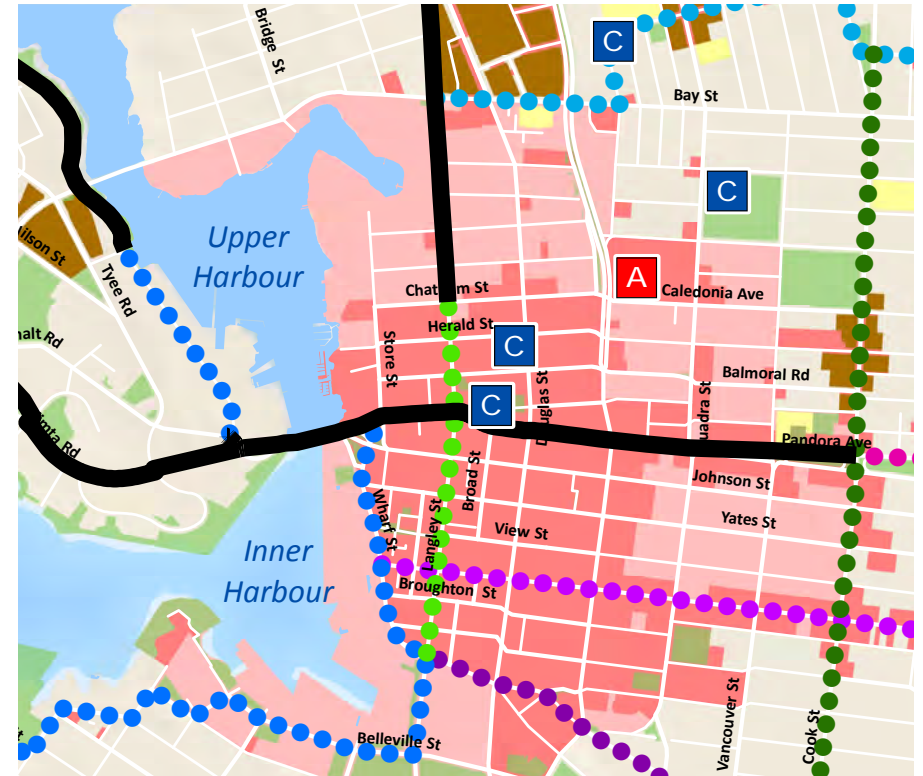 Bridge St
C
Bay St
C
Upper
Harbour
A
Caledonia Ave
Chatham St
Tyee Rd
Herald St
Store St
C
Douglas St
Balmoral Rd
C
Pandora Ave
Johnson St
Broad St
Yates St
View St
Langley St
Wharf St
Inner
Harbour
Broughton St
Vancouver St
Cook St
Belleville St